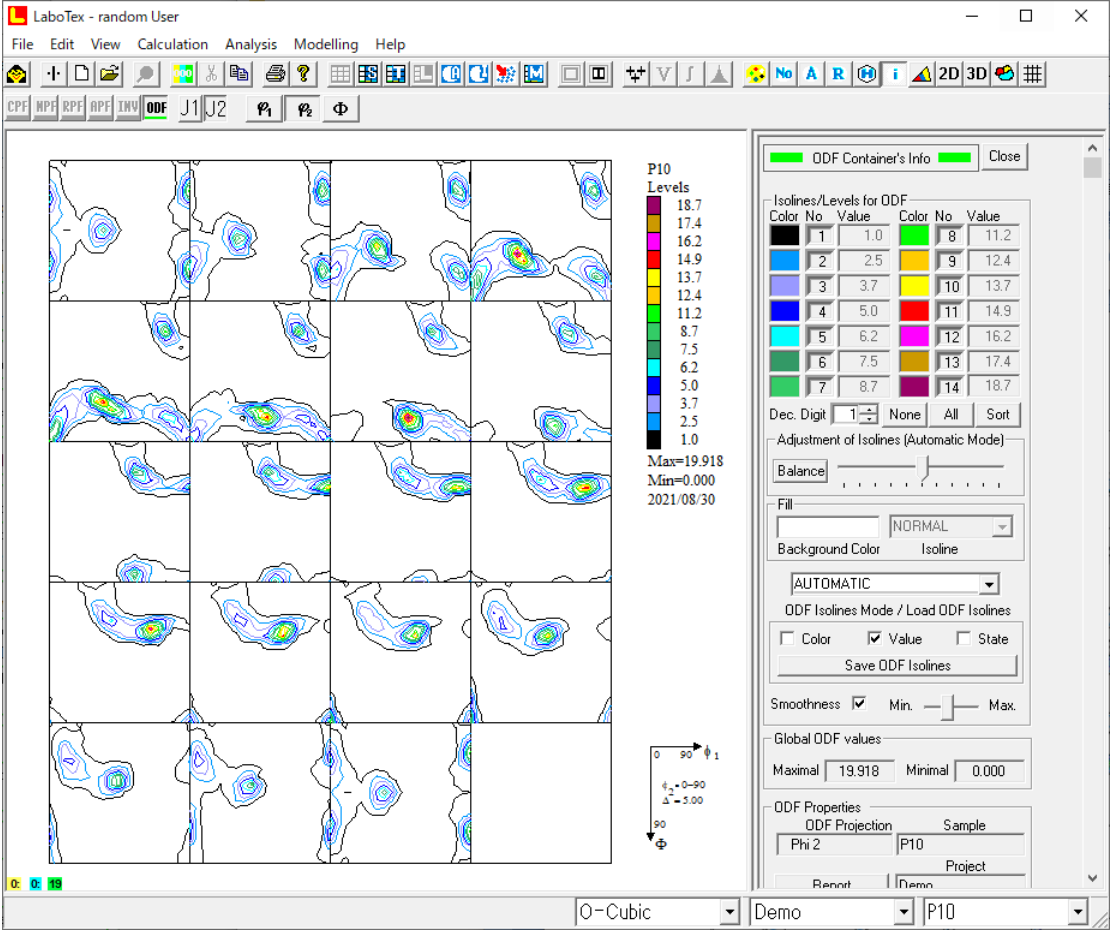 LaboTex - random User
File Edit View Calculation Analysis Modelling Help
No A R H i 2D 3D
CPF NPF RPF APF INV ODF J1 J2 φ1 φ2 Φ
P10
Levels
18.7
17.4
16.2
14.9
13.7
12.4
11.2
8.7
7.5
6.2
5.0
3.7
2.5
1.0
Max=19.918
Min=0.000
2021/08/30
0 90 ϕ 1
ϕ2=0-90
Δ=5.00
90
Φ
ODF Container's Info Close
Isolines/Levels for ODF
Color No Value Color No Value
1 1.0 8 11.2
2 2.5 9 12.4
3 3.7 10 13.7
4 5.0 11 14.9
5 6.2 12 16.2
6 7.5 13 17.4
7 8.7 14 18.7
Dec. Digit 1 None All Sort
Adjustment of Isolines (Automatic Mode)
Balance
Fill
NORMAL
Background Color Isoline
AUTOMATIC
ODF Isolines Mode / Load ODF Isolines
Color Value State
Save ODF Isolines
Smoothness Min. Max.
Global ODF values
Maximal 19.918 Minimal 0.000
ODF Properties
ODF Projection Sample
Phi 2 P10
Project
Report Demo
0: 0: 19
O-Cubic Demo P10